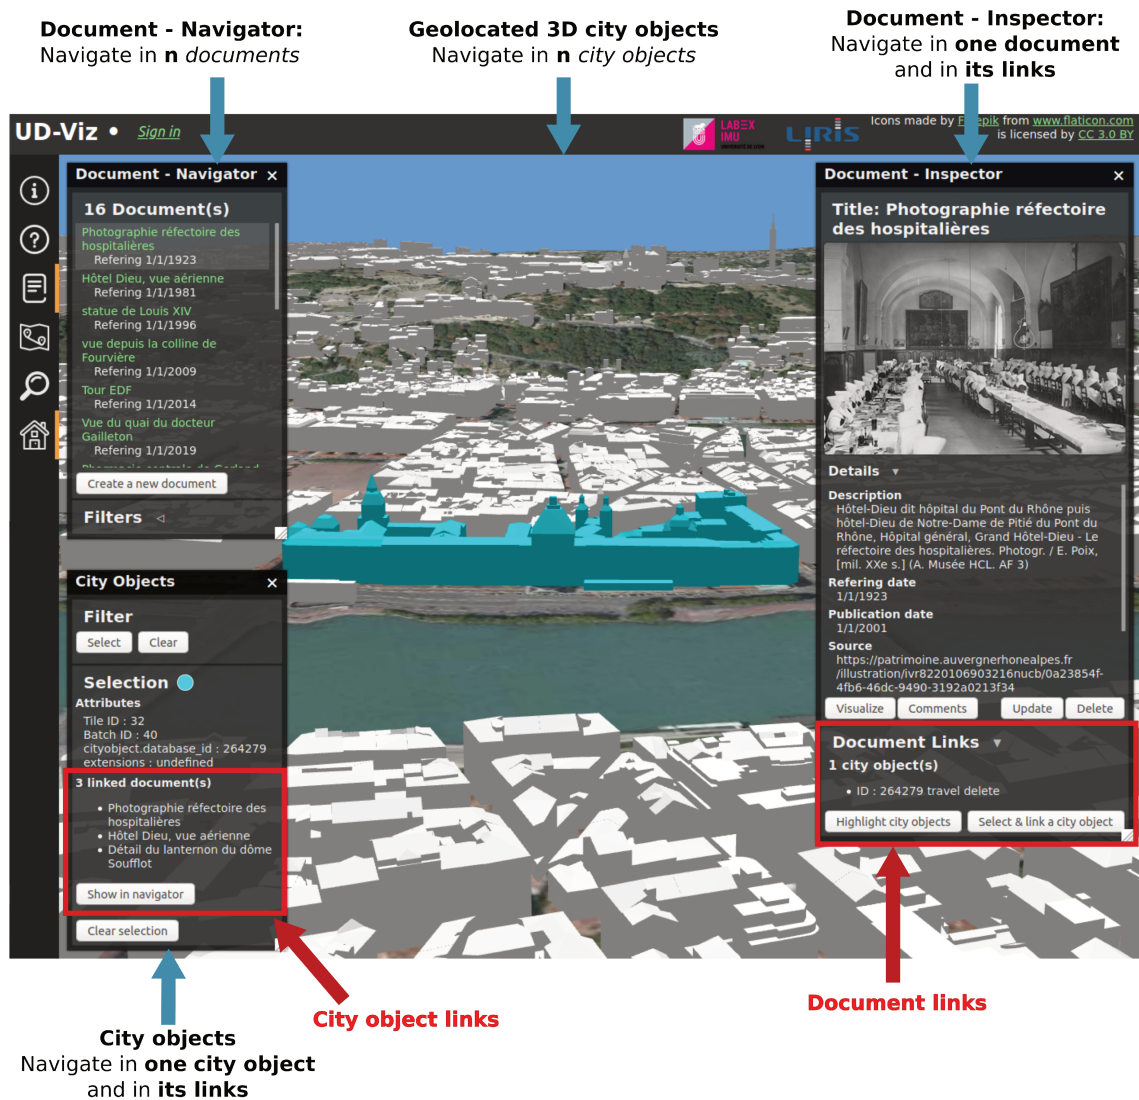 Document - Navigator:
Navigate in n documents
Geolocated 3D city objects
Navigate in n city objects
Document - Inspector:
Navigate in one document
and in its links
UD-Viz •
Sign in
LABEX
IMU
UNIVERSITÉ DE LYON
LIRIS
Icons made by Freepik from www.flaticon.com
is licensed by CC 3.0 BY
Document - Navigator ×
16 Document(s)
Photographie réfectoire des
hospitalières
Refering 1/1/1923
Hôtel Dieu, vue aérienne
Refering 1/1/1981
statue de Louis XIV
Refering 1/1/1996
vue depuis la colline de
Fourvière
Refering 1/1/2009
Tour EDF
Refering 1/1/2014
Vue du quai du docteur
Gailleton
Refering 1/1/2019
Pharmacie centrale de Gerland
Create a new document
Filters
City Objects ×
Filter
Select
Clear
Selection
Attributes
Tile ID : 32
Batch ID : 40
cityobject.database_id : 264279
extensions : undefined
3 linked document(s)
• Photographie réfectoire des
hospitalières
• Hôtel Dieu, vue aérienne
• Détail du lanternon du dôme
Soufflot
Show in navigator
Clear selection
Document - Inspector ×
Title: Photographie réfectoire
des hospitalières
Details
Description
Hôtel-Dieu dit hôpital du Pont du Rhône puis
hôtel-Dieu de Notre-Dame de Pitié du Pont du
Rhône, Hôpital général, Grand Hôtel-Dieu - Le
réfectoire des hospitalières. Photogr. / E. Poix,
[mil. XXe s.] (A. Musée HCL. AF 3)
Refering date
1/1/1923
Publication date
1/1/2001
Source
https://patrimoine.auvergnerhonealpes.fr
/illustration/ivr8220106903216nucb/0a23854f-
4fb6-46dc-9490-3192a0213f34
Visualize
Comments
Update
Delete
Document Links
1 city object(s)
• ID : 264279 travel delete
Highlight city objects
Select & link a city object
City object links
Document links
City objects
Navigate in one city object
and in its links